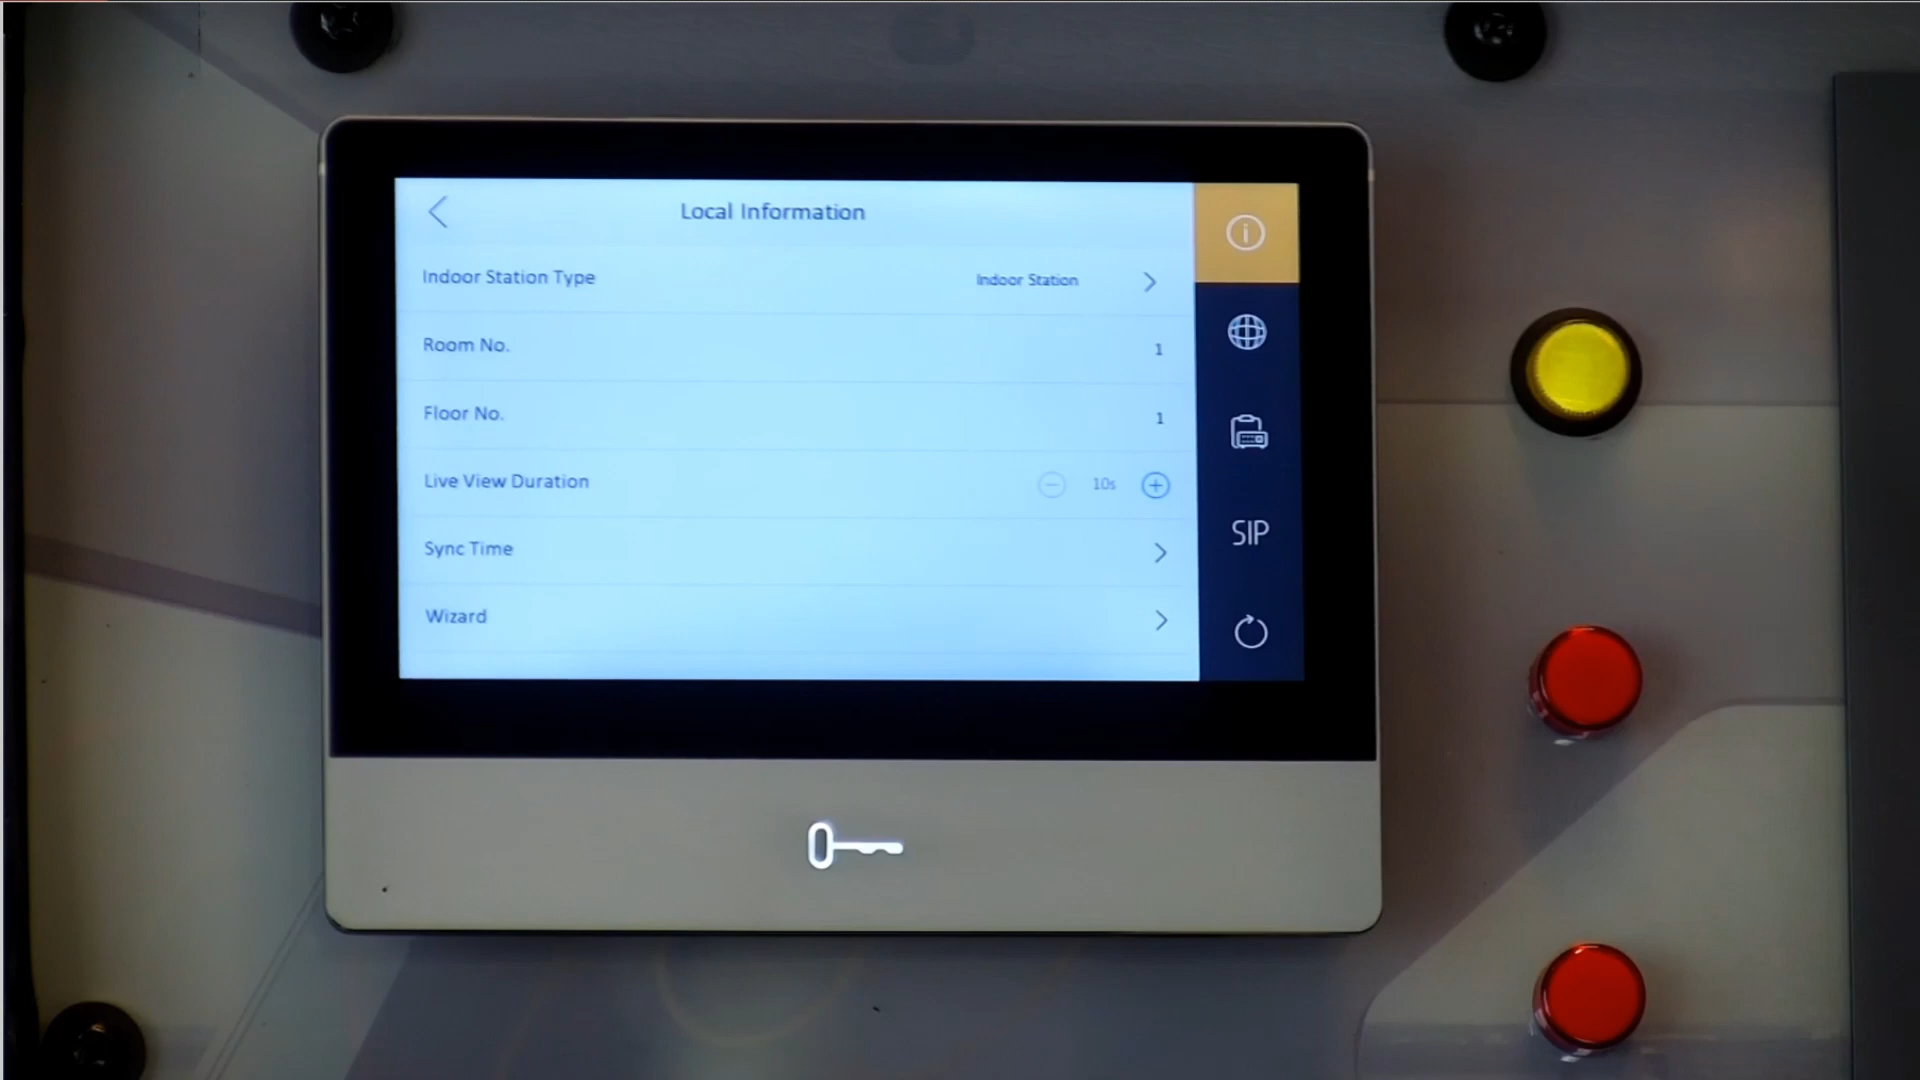 Local Information
Indoor Station Type Indoor Station
Room No. 1
Floor No. 1
Live View Duration 10s
Sync Time
Wizard
SIP